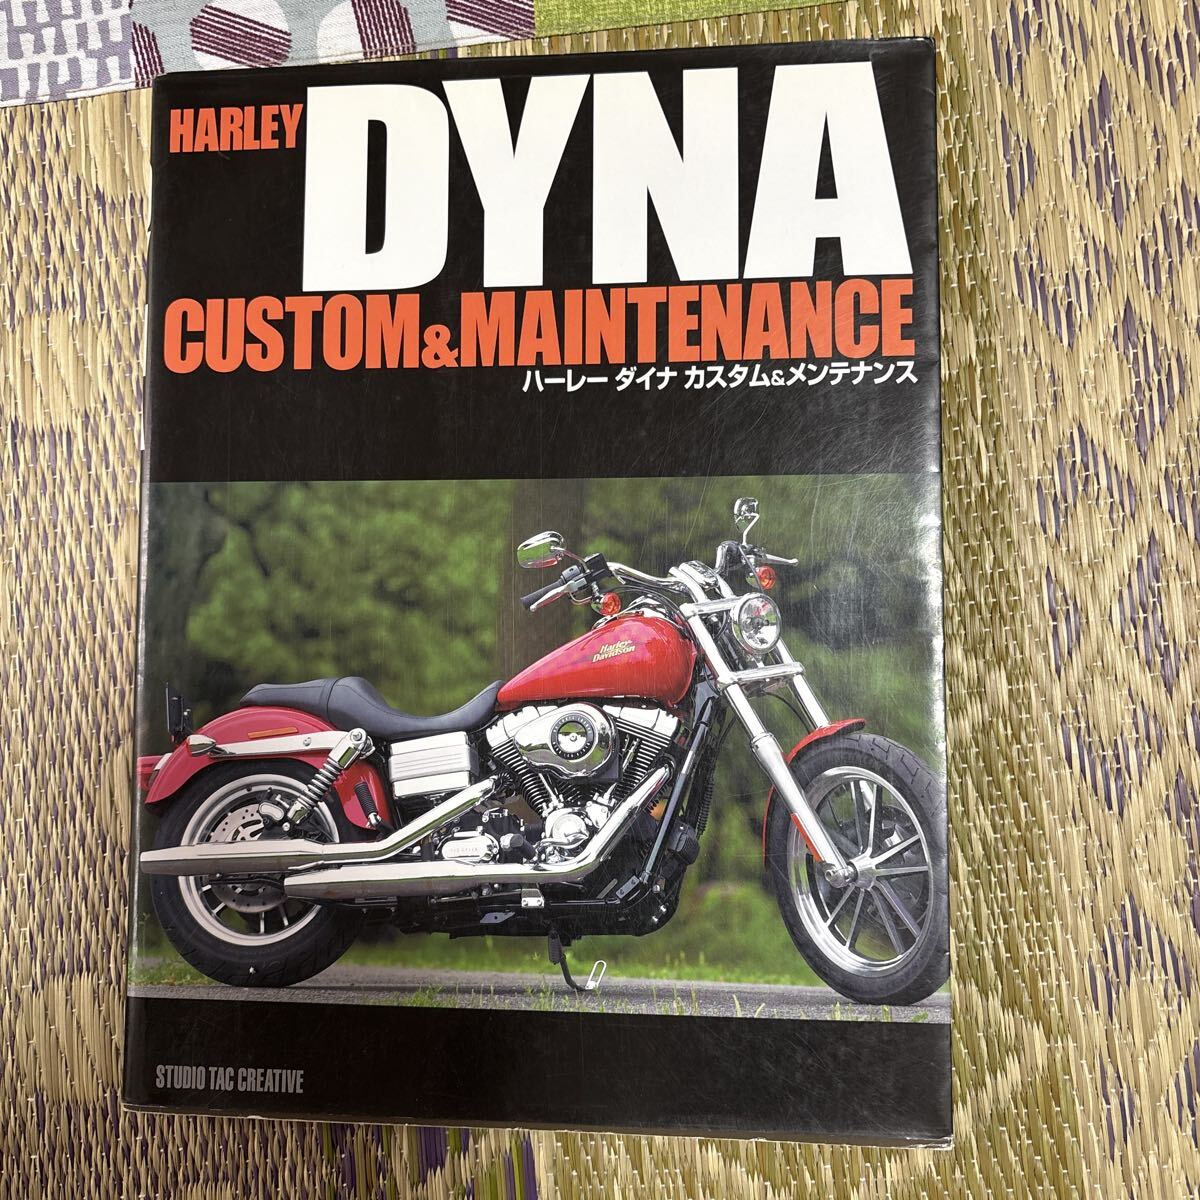 HARLEY
DYNA
CUSTOM&MAINTENANCE
ハーレー ダイナ カスタム&メンテナンス
Harley
Davidson
STUDIO TAC CREATIVE